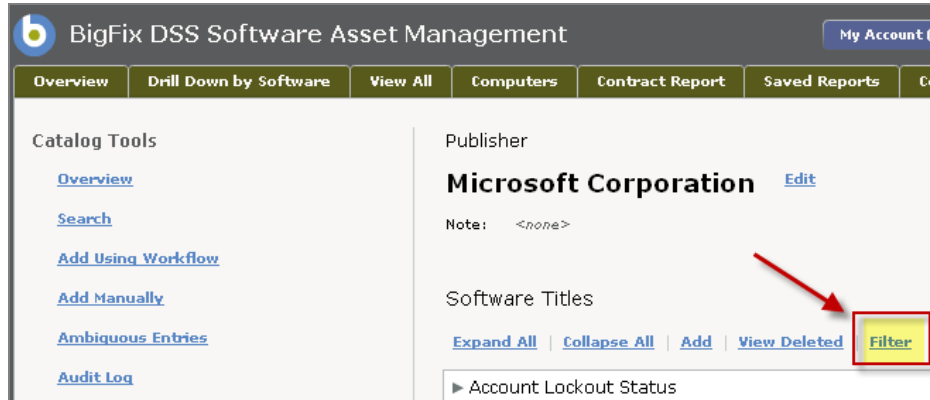 BigFix DSS Software Asset Management
My Account (
Overview
Drill Down by Software
View All
Computers
Contract Report
Saved Reports
Catalog Tools
Overview
Search
Add Using Workflow
Add Manually
Ambiguous Entries
Audit Log
Publisher
Microsoft Corporation Edit
Note: <none>
Software Titles
Expand All | Collapse All | Add | View Deleted | Filter
Account Lockout Status